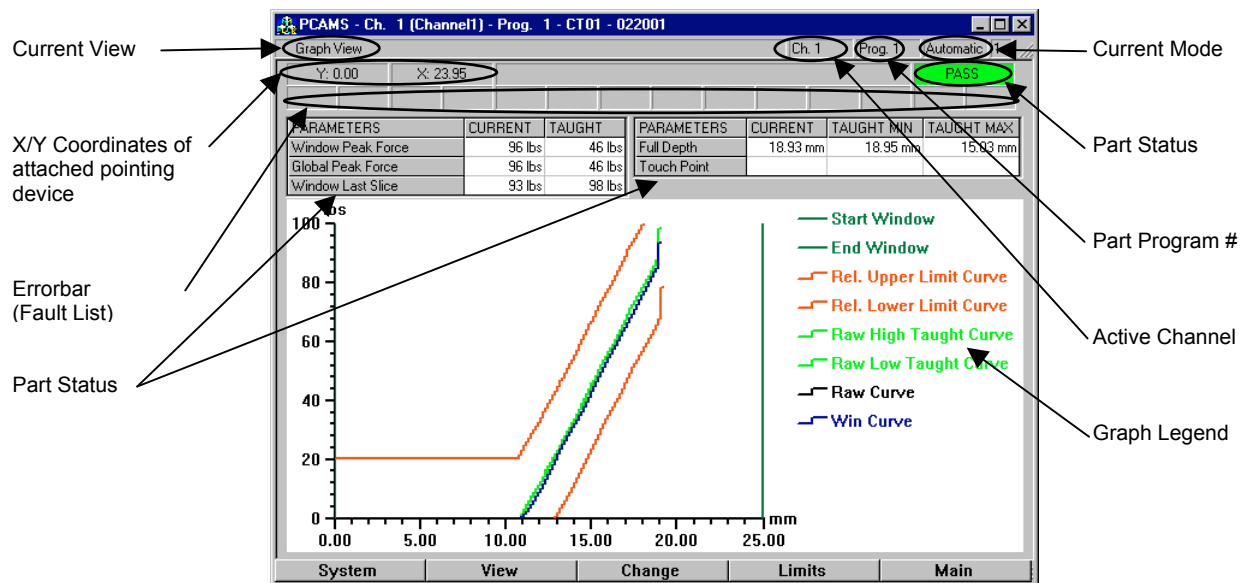 PCAMS - Ch. 1 (Channel1) - Prog. 1 - CT01 - 022001
Current View
Graph View
Ch. 1
Prog. 1
Automatic
1
Current Mode
Y: 0.00
X: 23.95
PASS
X/Y Coordinates of
attached pointing
device
Part Status
PARAMETERS CURRENT TAUGHT
Window Peak Force 96 lbs 46 lbs
Global Peak Force 96 lbs 46 lbs
Window Last Slice 93 lbs 98 lbs
PARAMETERS CURRENT TAUGHT MIN TAUGHT MAX
Full Depth 18.93 mm 18.95 mm 15.03 mm
Touch Point
Part Program #
Errorbar
(Fault List)
Active Channel
Part Status
Graph Legend
lbs
100
80
60
40
20
0
0.00 5.00 10.00 15.00 20.00 25.00
mm
Start Window
End Window
Rel. Upper Limit Curve
Rel. Lower Limit Curve
Raw High Taught Curve
Raw Low Taught Curve
Raw Curve
Win Curve
System View Change Limits Main